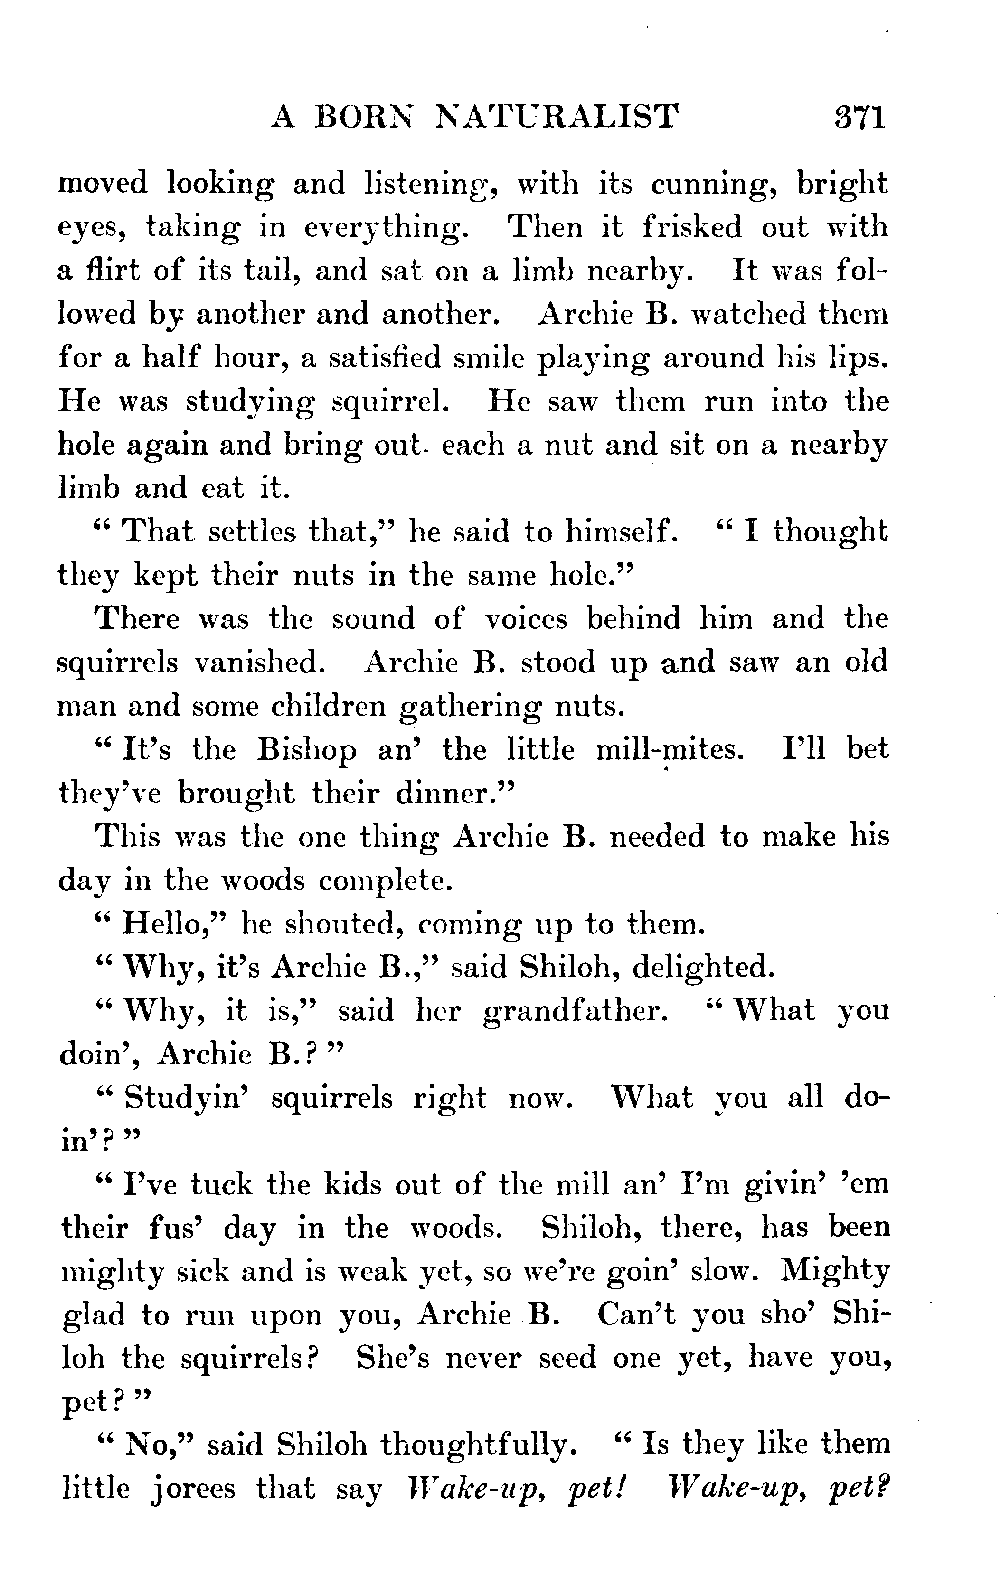 A BORN NATURALIST 371
moved looking and listening, with its cunning, bright
eyes, taking in everything. Then it frisked out with
a flirt of its tail, and sat on a limb nearby. It was fol-
lowed by another and another. Archie B. watched them
for a half hour, a satisfied smile playing around his lips.
He was studying squirrel. He saw them run into the
hole again and bring out. each a nut and sit on a nearby
limb and eat it.
“ That settles that,” he said to himself. “ I thought
they kept their nuts in the same hole.”
There was the sound of voices behind him and the
squirrels vanished. Archie B. stood up and saw an old
man and some children gathering nuts.
“ It’s the Bishop an’ the little mill-mites. I’ll bet
they’ve brought their dinner.”
This was the one thing Archie B. needed to make his
day in the woods complete.
“ Hello,” he shouted, coming up to them.
“ Why, it’s Archie B.,” said Shiloh, delighted.
“ Why, it is,” said her grandfather. “ What you
doin’, Archie B.? ”
“ Studyin’ squirrels right now. What you all do-
in’? ”
“ I’ve tuck the kids out of the mill an’ I’m givin’ ’em
their fus’ day in the woods. Shiloh, there, has been
mighty sick and is weak yet, so we’re goin’ slow. Mighty
glad to run upon you, Archie B. Can’t you sho’ Shi-
loh the squirrels? She’s never seed one yet, have you,
pet? ”
“ No,” said Shiloh thoughtfully. “ Is they like them
little jorees that say Wake-up, pet! Wake-up, pet?